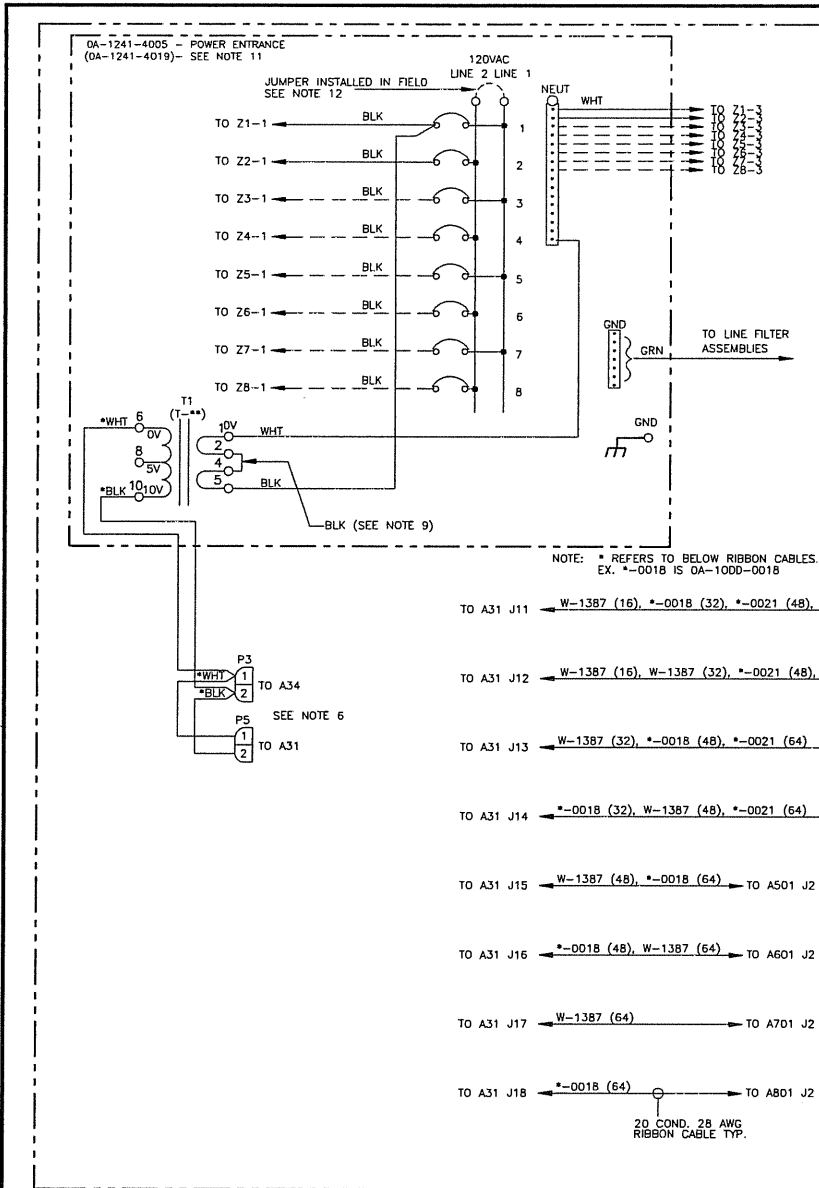 0A-1241-4005 - POWER ENTRANCE
(0A-1241-4019)- SEE NOTE 11
120VAC
LINE 2 LINE 1
JUMPER INSTALLED IN FIELD
SEE NOTE 12
NEUT
WHT
TO Z1-3
TO Z2-3
TO Z3-3
TO Z4-3
TO Z5-3
TO Z6-3
TO Z7-3
TO Z8-3
TO Z1-1 BLK 1
TO Z2-1 BLK 2
TO Z3-1 BLK 3
TO Z4-1 BLK 4
TO Z5-1 BLK 5
TO Z6-1 BLK 6
TO Z7-1 BLK 7
TO Z8-1 BLK 8
GND
GRN
TO LINE FILTER
ASSEMBLIES
GND
T1
(T-**)
*WHT 6
0V
8
5V
*BLK 10 10V
1 0V WHT
2
4
5 BLK
BLK (SEE NOTE 9)
NOTE: * REFERS TO BELOW RIBBON CABLES.
EX. *-0018 IS 0A-10DD-0018
TO A31 J11 W-1387 (16), *-0018 (32), *-0021 (48),
TO A31 J12 W-1387 (16), W-1387 (32), *-0021 (48),
P3
*WHT 1
*BLK 2
TO A34
SEE NOTE 6
P5
1
2
TO A31
TO A31 J13 W-1387 (32), *-0018 (48), *-0021 (64)
TO A31 J14 *-0018 (32), W-1387 (48), *-0021 (64)
TO A31 J15 W-1387 (48), *-0018 (64) TO A501 J2
TO A31 J16 *-0018 (48), W-1387 (64) TO A601 J2
TO A31 J17 W-1387 (64) TO A701 J2
TO A31 J18 *-0018 (64) TO A801 J2
20 COND. 28 AWG
RIBBON CABLE TYP.